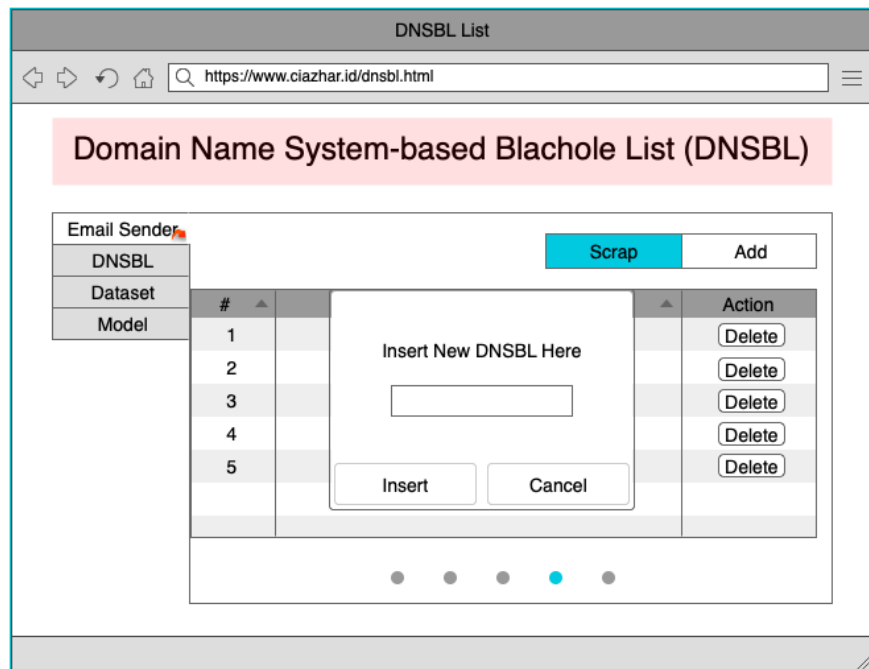 DNSBL List
https://www.ciazhar.id/dnsbl.html
Domain Name System-based Blachole List (DNSBL)
Email Sender
DNSBL
Dataset
Model
Scrap Add
# Action
1 Delete
2 Delete
3 Delete
4 Delete
5 Delete
Insert New DNSBL Here
Insert Cancel